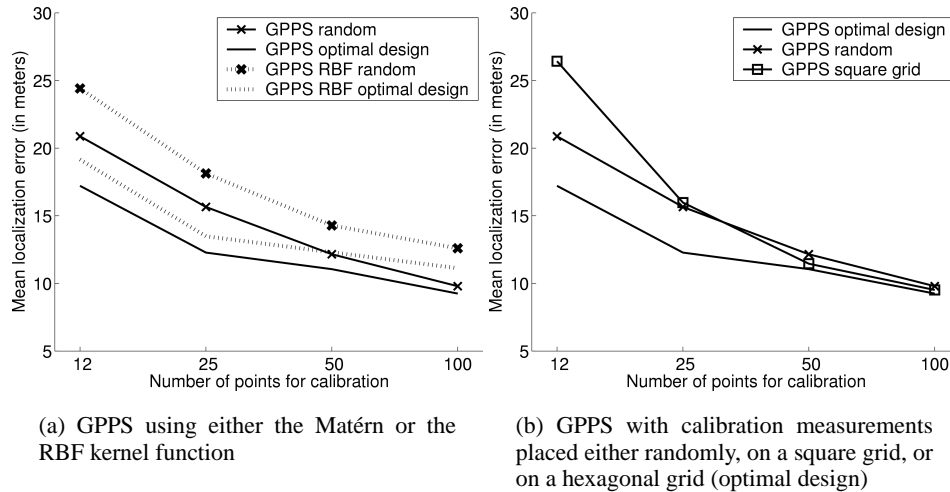 30
25
20
15
10
5
12
25
50
100
Mean localization error (in meters)
Number of points for calibration
GPPS random
GPPS optimal design
GPPS RBF random
GPPS RBF optimal design
(a) GPPS using either the Matérn or the
RBF kernel function
30
25
20
15
10
5
12
25
50
100
Mean localization error (in meters)
Number of points for calibration
GPPS optimal design
GPPS random
GPPS square grid
(b) GPPS with calibration measurements
placed either randomly, on a square grid, or
on a hexagonal grid (optimal design)